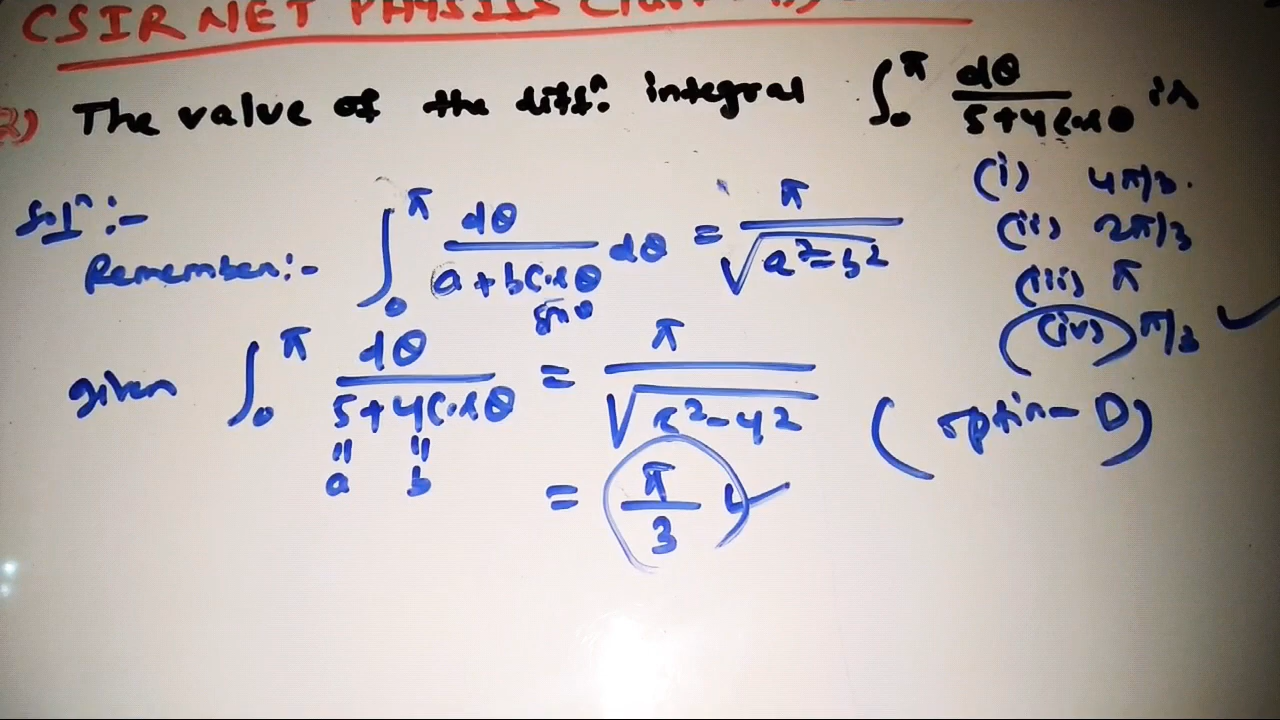 CSIR NET PHYSICS
2) The value of the diffn. integral ∫₀^π dθ/(5+4Cosθ) is
(i) 4π/3.
(ii) 2π/3
(iii) π
(iv) π/3 ✓
Solⁿ:-
Remember:- ∫₀^π dθ/(a+bCosθ) dθ = π/√(a²-b²)
Sinθ
given ∫₀^π dθ/(5+4Cosθ) = π/√(5²-4²)
(option-D)
" "
a b
= π/3 ✓